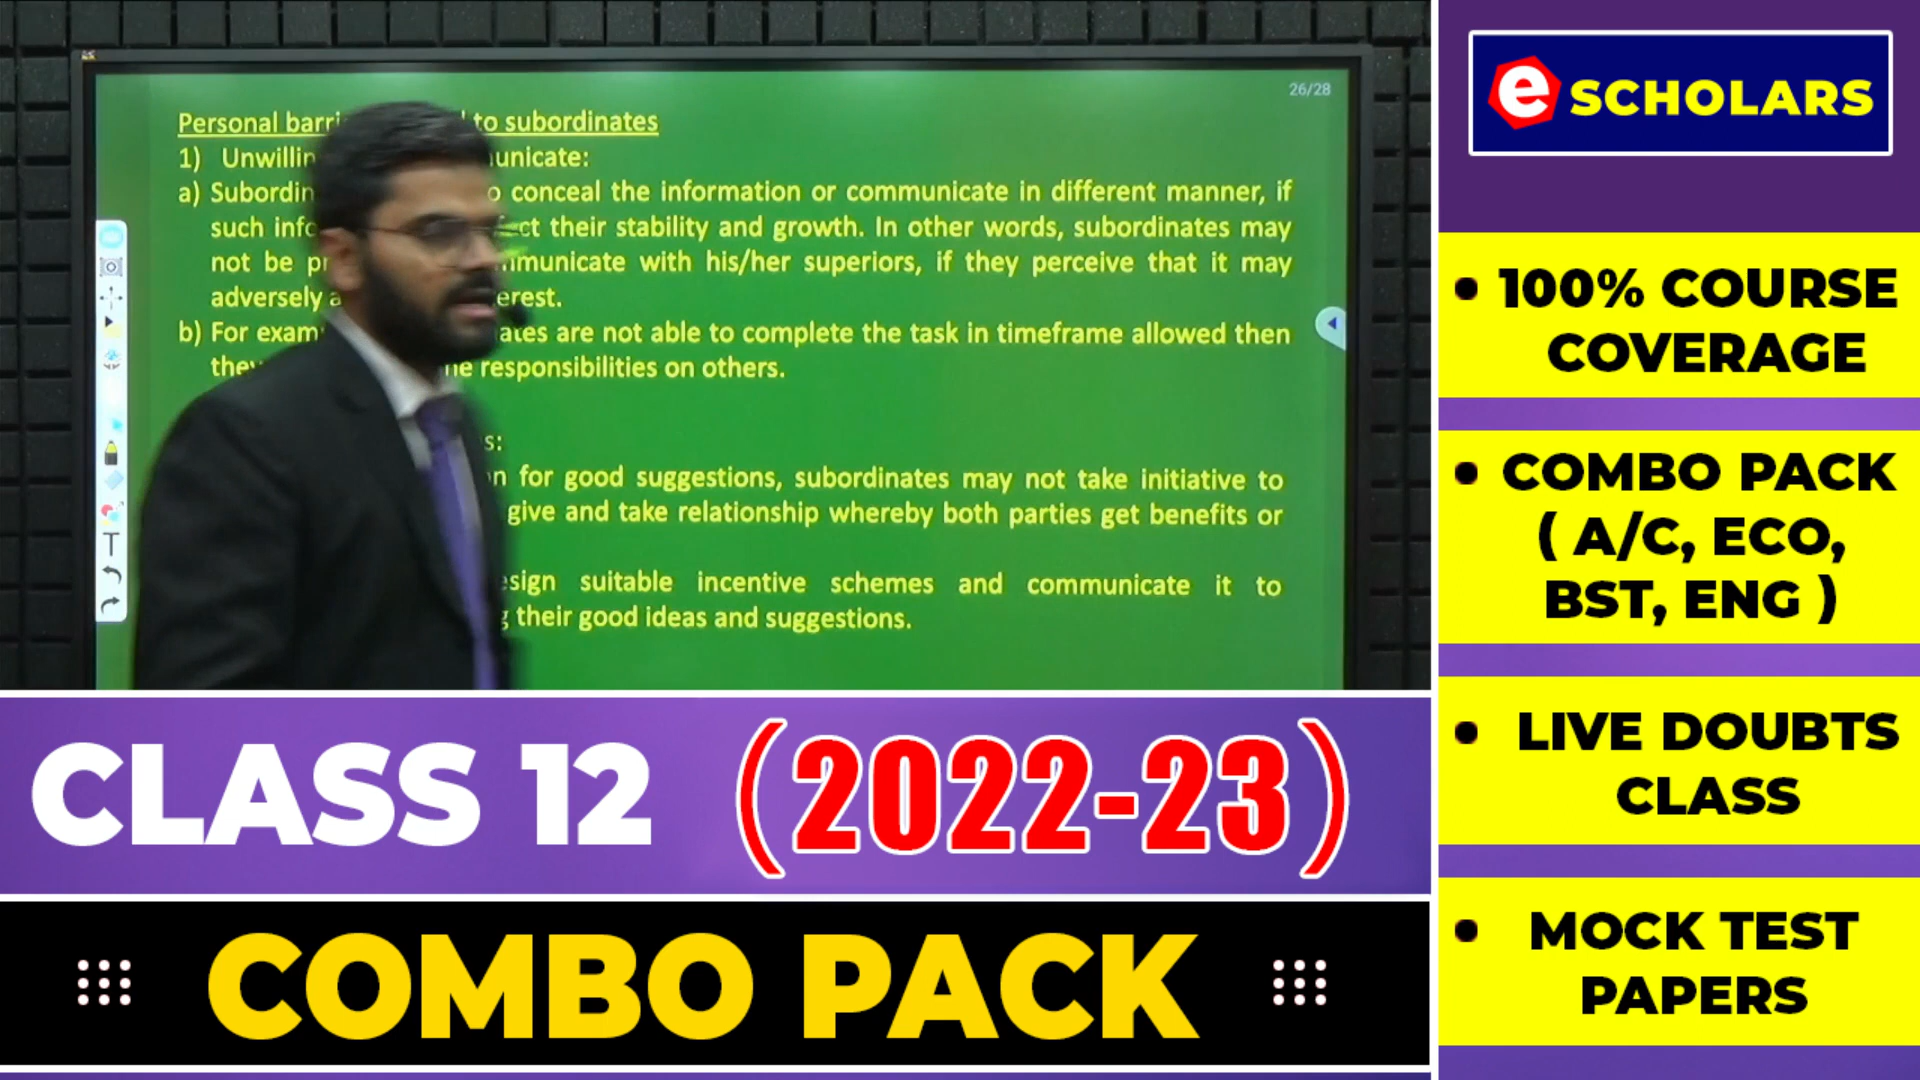 26/28
Personal barri to subordinates
1) Unwillin unicate:
a) Subordin conceal the information or communicate in different manner, if
such info ct their stability and growth. In other words, subordinates may
not be pr mmunicate with his/her superiors, if they perceive that it may
adversely a erest.
b) For exam ates are not able to complete the task in timeframe allowed then
they he responsibilities on others.
s:
n for good suggestions, subordinates may not take initiative to
give and take relationship whereby both parties get benefits or
esign suitable incentive schemes and communicate it to
g their good ideas and suggestions.
T
CLASS 12 (2022-23)
COMBO PACK
e SCHOLARS
• 100% COURSE
COVERAGE
• COMBO PACK
( A/C, ECO,
BST, ENG )
• LIVE DOUBTS
CLASS
• MOCK TEST
PAPERS